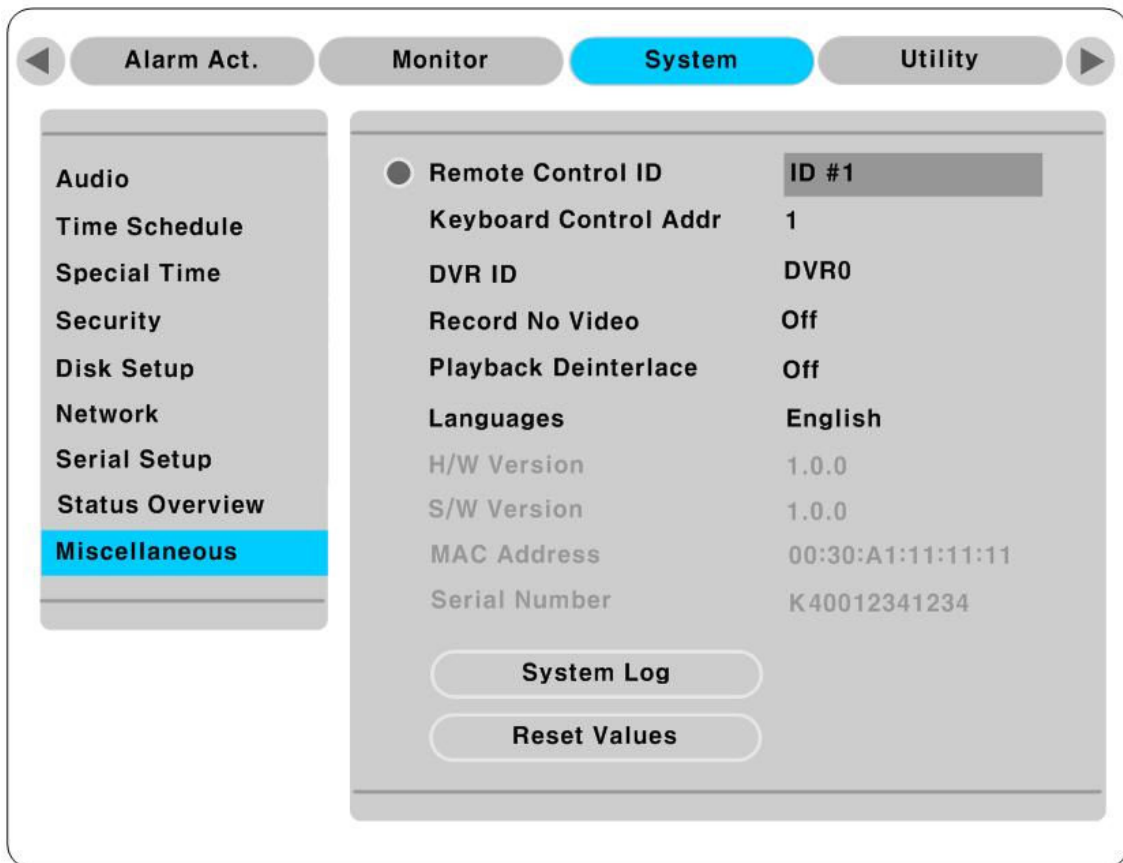 Alarm Act. Monitor System Utility
Audio
Time Schedule
Special Time
Security
Disk Setup
Network
Serial Setup
Status Overview
Miscellaneous
Remote Control ID ID #1
Keyboard Control Addr 1
DVR ID DVR0
Record No Video Off
Playback Deinterlace Off
Languages English
H/W Version 1.0.0
S/W Version 1.0.0
MAC Address 00:30:A1:11:11:11
Serial Number K40012341234
System Log
Reset Values